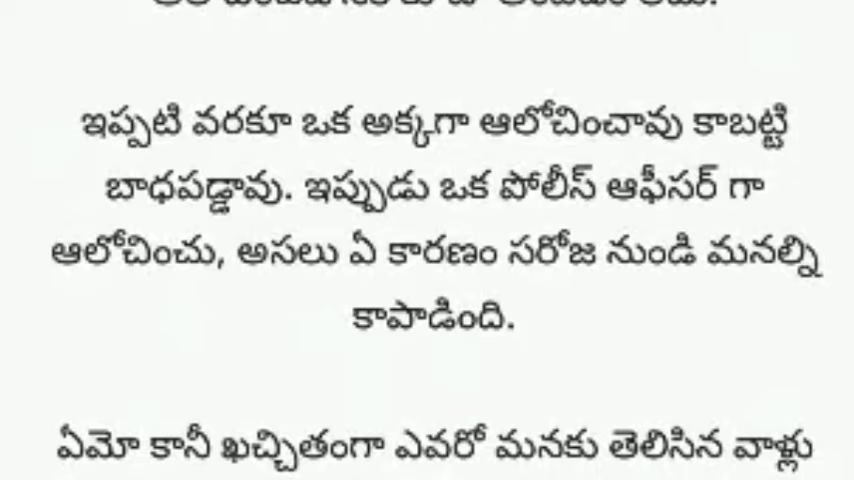 ఇప్పటి వరకూ ఒక అక్కగా ఆలోచించావు కాబట్టి
బాధపడ్డావు. ఇప్పుడు ఒక పోలీస్ ఆఫీసర్ గా
ఆలోచించు, అసలు ఏ కారణం సరోజ నుండి మనల్ని
కాపాడింది.
ఏమో కానీ ఖచ్చితంగా ఎవరో మనకు తెలిసిన వాళ్లు